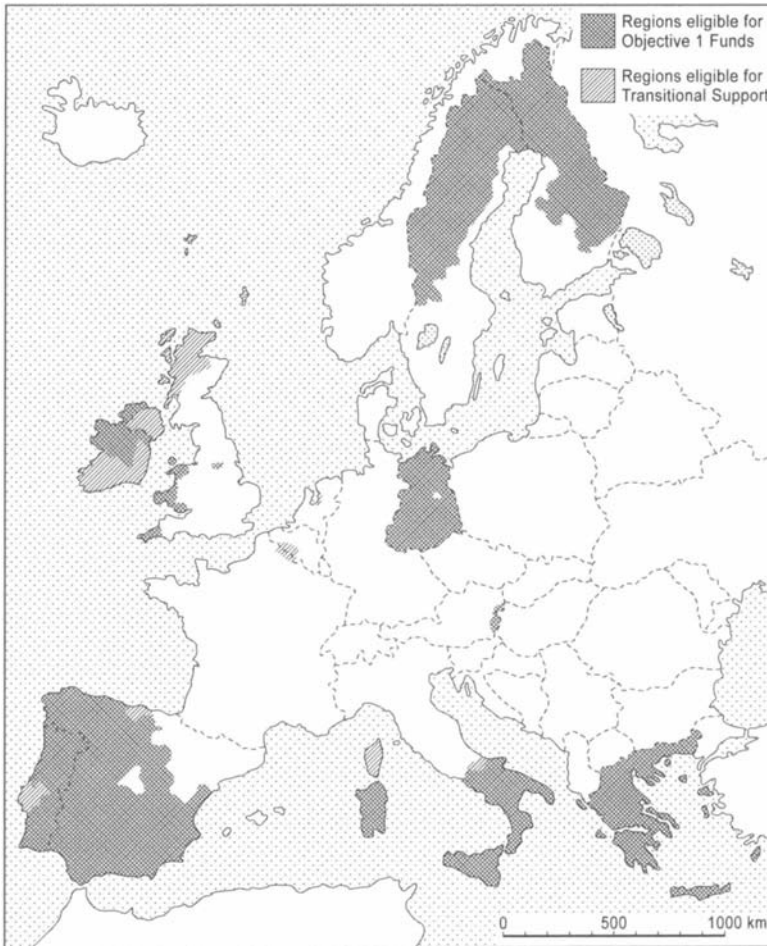 Regions eligible for
Objective 1 Funds
Regions eligible for
Transitional Support
0 500 1000 km